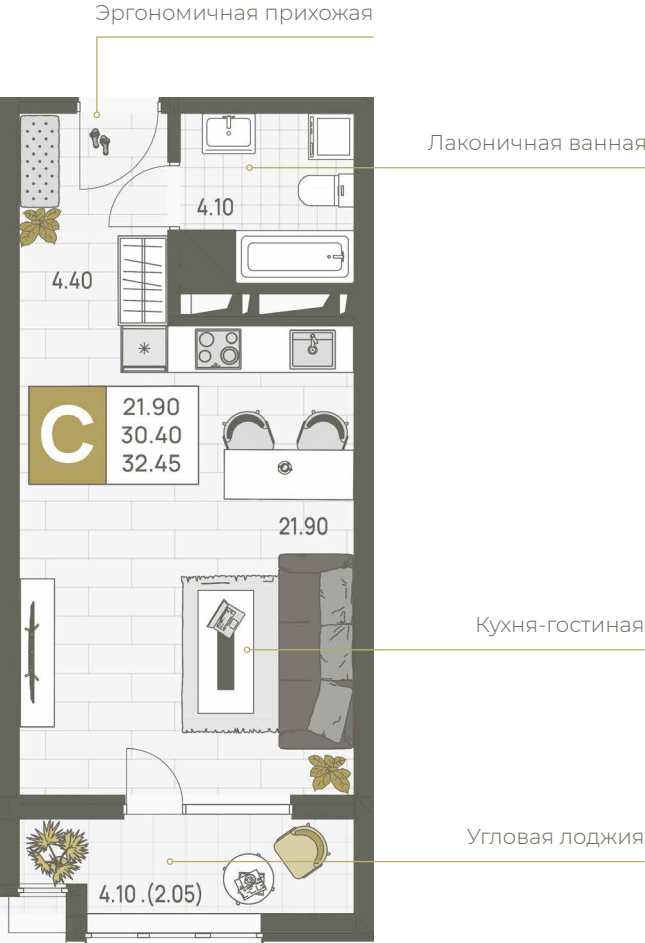 Эргономичная прихожая
Лаконичная ванная
4.10
4.40
С
21.90
30.40
32.45
21.90
Кухня-гостиная
Угловая лоджия
4.10 .(2.05)